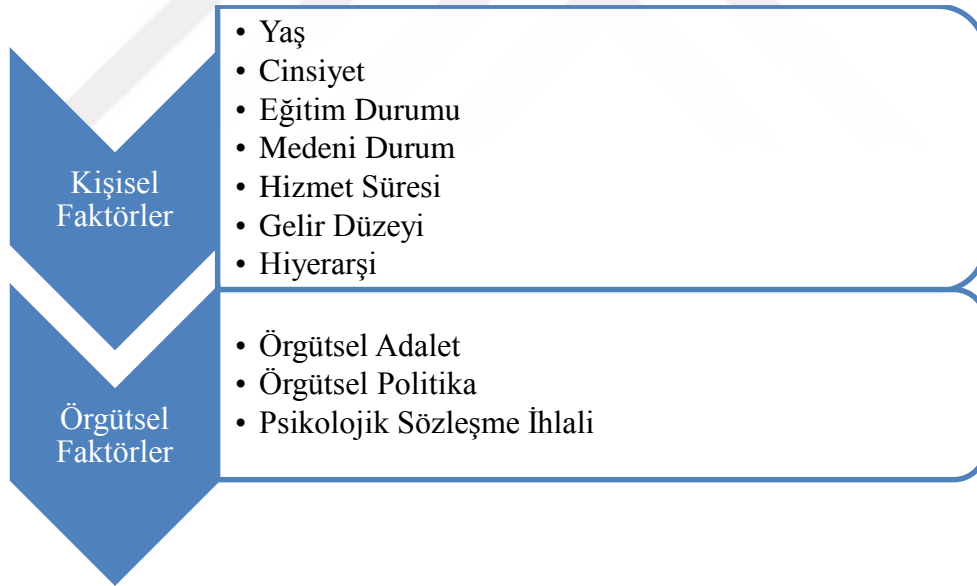 Kişisel
Faktörler
• Yaş
• Cinsiyet
• Eğitim Durumu
• Medeni Durum
• Hizmet Süresi
• Gelir Düzeyi
• Hiyerarşi
Örgütsel
Faktörler
• Örgütsel Adalet
• Örgütsel Politika
• Psikolojik Sözleşme İhlali